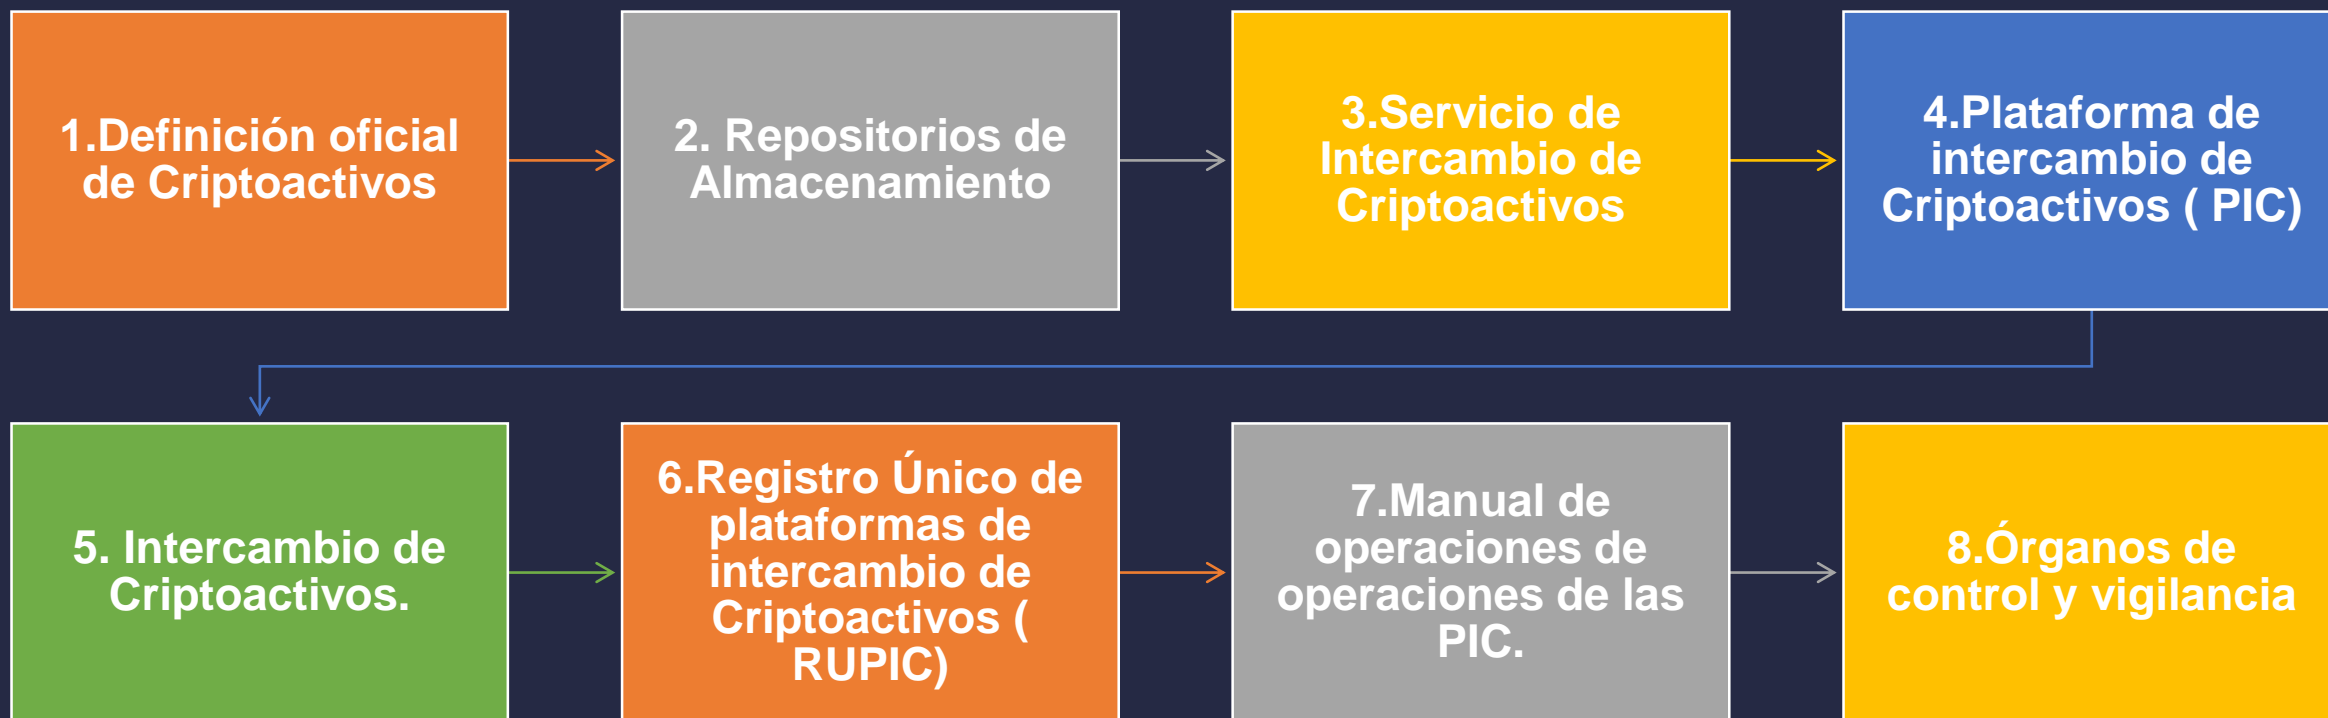 1.Definición oficial
de Criptoactivos
2. Repositorios de
Almacenamiento
3.Servicio de
Intercambio de
Criptoactivos
4.Plataforma de
intercambio de
Criptoactivos ( PIC)
5. Intercambio de
Criptoactivos.
6.Registro Único de
plataformas de
intercambio de
Criptoactivos (
RUPIC)
7.Manual de
operaciones de
operaciones de las
PIC.
8.Órganos de
control y vigilancia